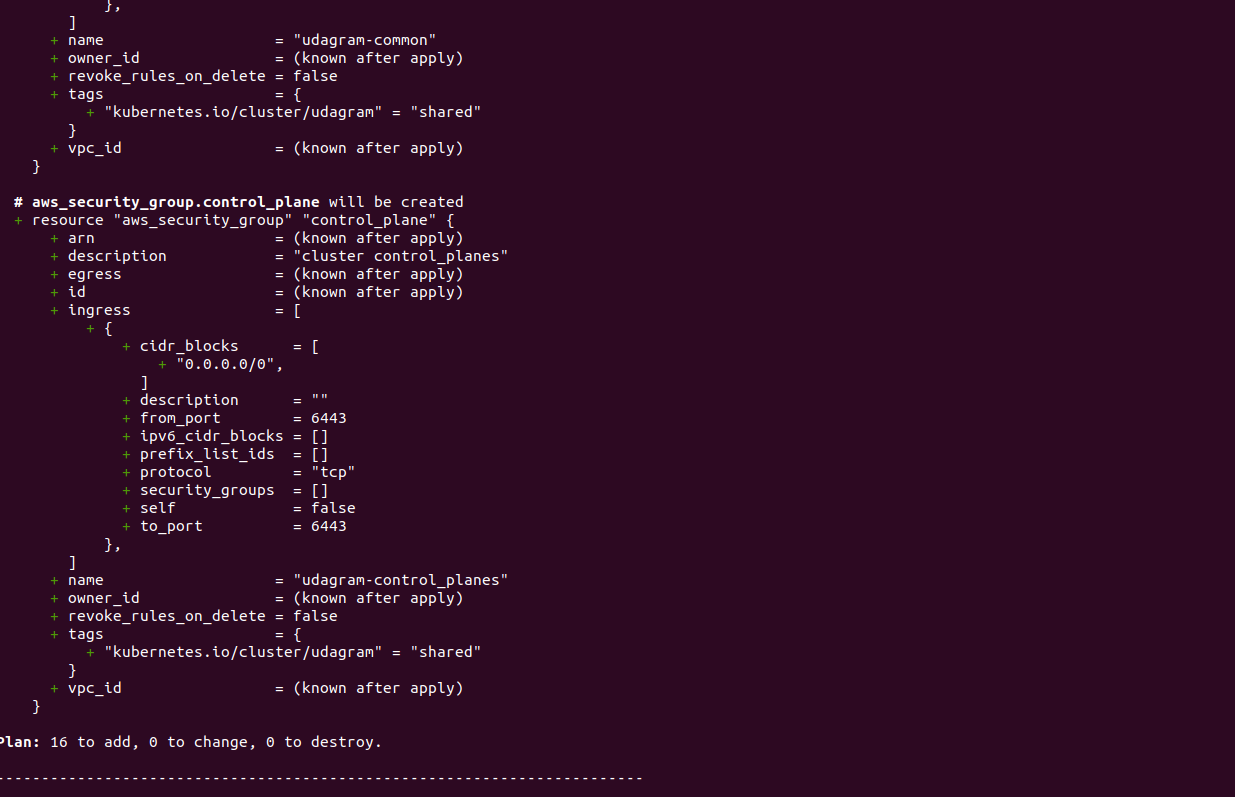 },
]
+ name                   = "udagram-common"
+ owner_id               = (known after apply)
+ revoke_rules_on_delete = false
+ tags                   = {
+ "kubernetes.io/cluster/udagram" = "shared"
}
+ vpc_id                 = (known after apply)
}
# aws_security_group.control_plane will be created
+ resource "aws_security_group" "control_plane" {
+ arn                    = (known after apply)
+ description            = "cluster control_planes"
+ egress                 = (known after apply)
+ id                     = (known after apply)
+ ingress                = [
+ {
+ cidr_blocks      = [
+ "0.0.0.0/0",
]
+ description      = ""
+ from_port        = 6443
+ ipv6_cidr_blocks = []
+ prefix_list_ids  = []
+ protocol         = "tcp"
+ security_groups  = []
+ self             = false
+ to_port          = 6443
},
]
+ name                   = "udagram-control_planes"
+ owner_id               = (known after apply)
+ revoke_rules_on_delete = false
+ tags                   = {
+ "kubernetes.io/cluster/udagram" = "shared"
}
+ vpc_id                 = (known after apply)
}
Plan: 16 to add, 0 to change, 0 to destroy.
------------------------------------------------------------------------